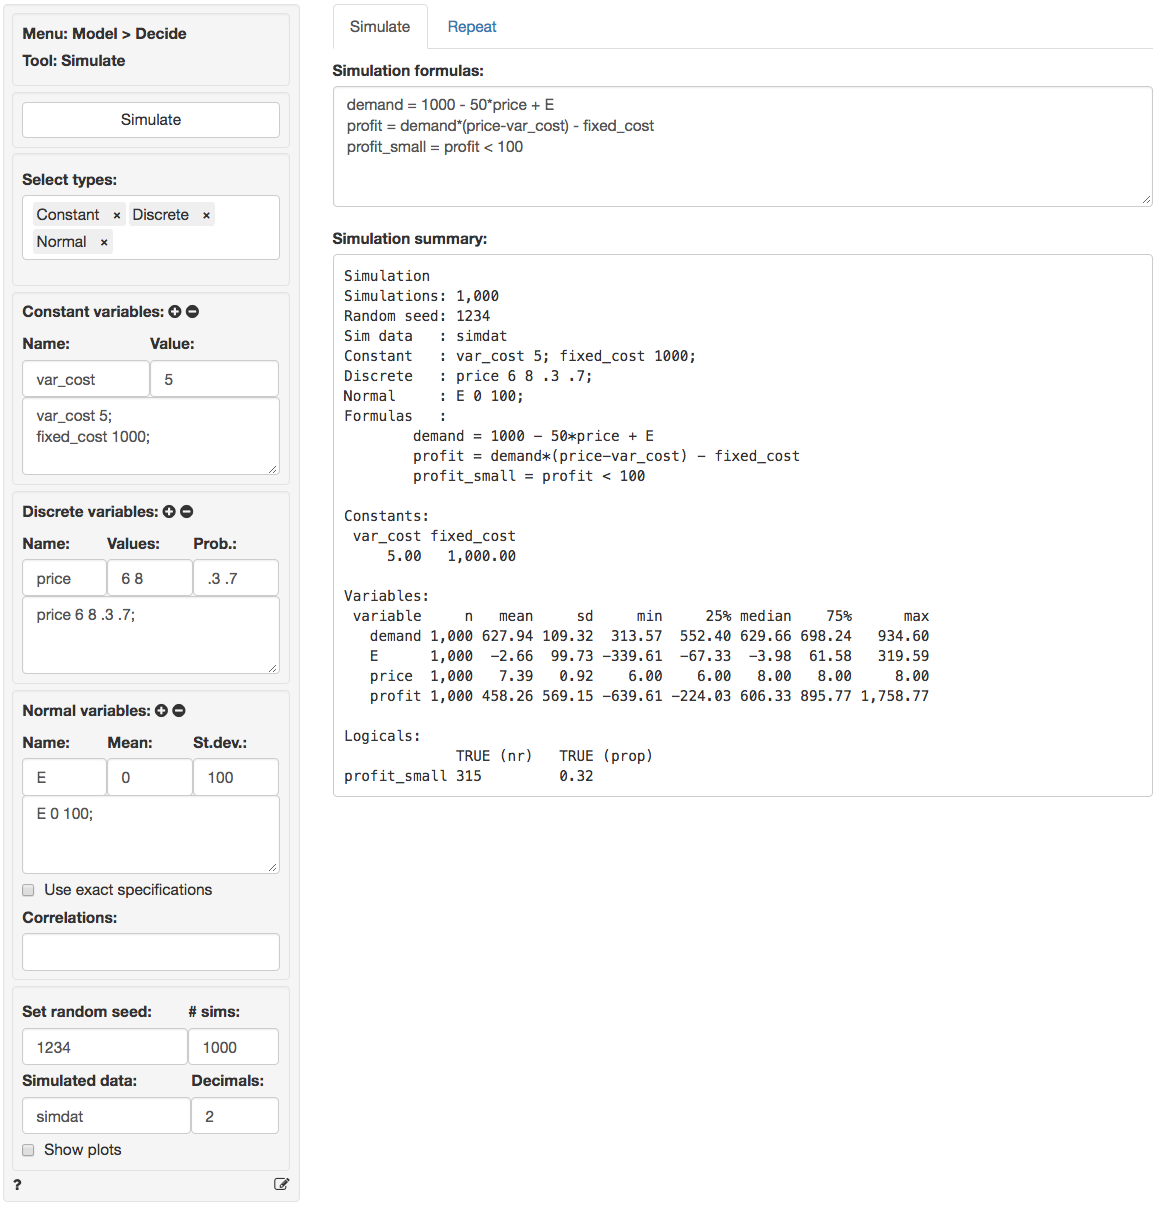 Menu: Model > Decide
Tool: Simulate
Simulate
Select types:
Constant × Discrete ×
Normal ×
Constant variables:
Name: Value:
var_cost 5
var_cost 5;
fixed_cost 1000;
Discrete variables:
Name: Values: Prob.:
price 6 8 .3 .7
price 6 8 .3 .7;
Normal variables:
Name: Mean: St.dev.:
E 0 100
E 0 100;
Use exact specifications
Correlations:
Set random seed: # sims:
1234 1000
Simulated data: Decimals:
simdat 2
Show plots
?
Simulate Repeat
Simulation formulas:
demand = 1000 - 50*price + E
profit = demand*(price-var_cost) - fixed_cost
profit_small = profit < 100
Simulation summary:
Simulation
Simulations: 1,000
Random seed: 1234
Sim data : simdat
Constant : var_cost 5; fixed_cost 1000;
Discrete : price 6 8 .3 .7;
Normal : E 0 100;
Formulas :
demand = 1000 - 50*price + E
profit = demand*(price-var_cost) - fixed_cost
profit_small = profit < 100
Constants:
var_cost fixed_cost
5.00 1,000.00
Variables:
variable n mean sd min 25% median 75% max
demand 1,000 627.94 109.32 313.57 552.40 629.66 698.24 934.60
E 1,000 -2.66 99.73 -339.61 -67.33 -3.98 61.58 319.59
price 1,000 7.39 0.92 6.00 6.00 8.00 8.00 8.00
profit 1,000 458.26 569.15 -639.61 -224.03 606.33 895.77 1,758.77
Logicals:
TRUE (nr) TRUE (prop)
profit_small 315 0.32